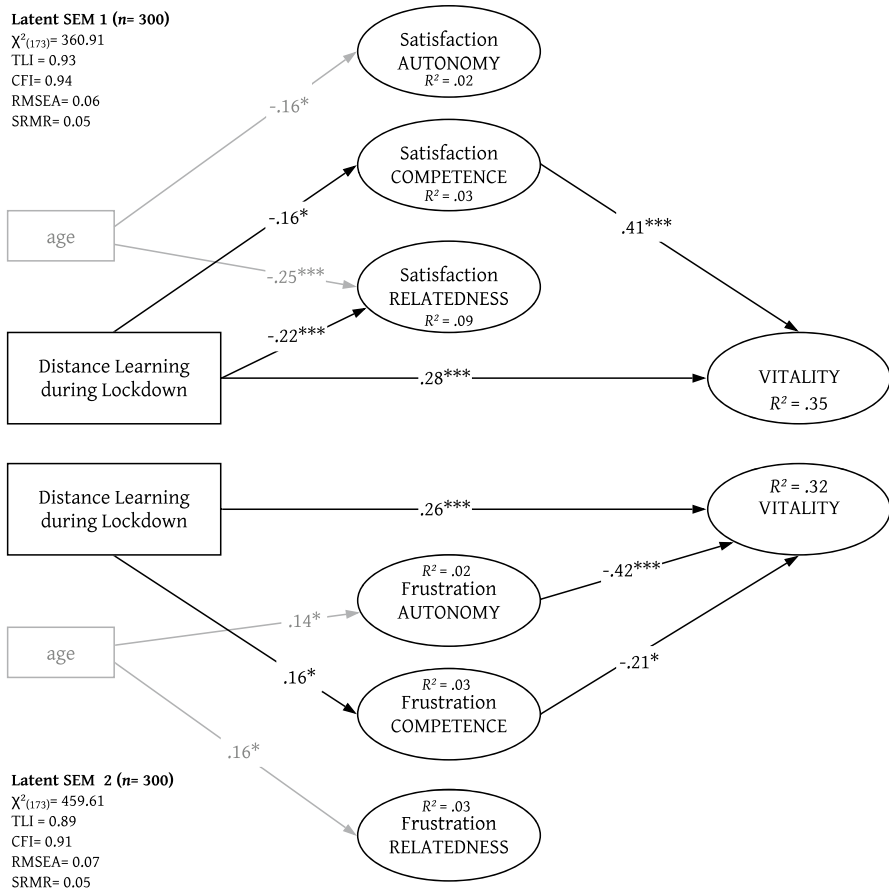 Latent SEM 1 (n= 300)
χ²(173)= 360.91
TLI = 0.93
CFI= 0.94
RMSEA= 0.06
SRMR= 0.05
Satisfaction
AUTONOMY
R² = .02
-.16*
Satisfaction
COMPETENCE
R² = .03
-.16*
.41***
age
-.25***
Satisfaction
RELATEDNESS
R² = .09
-.22***
Distance Learning
during Lockdown
.28***
VITALITY
R² = .35
Distance Learning
during Lockdown
.26***
R² = .32
VITALITY
R² = .02
Frustration
AUTONOMY
-.42***
.14*
age
.16*
R² = .03
Frustration
COMPETENCE
-.21*
.16*
R² = .03
Frustration
RELATEDNESS
Latent SEM  2 (n= 300)
χ²(173)= 459.61
TLI = 0.89
CFI= 0.91
RMSEA= 0.07
SRMR= 0.05